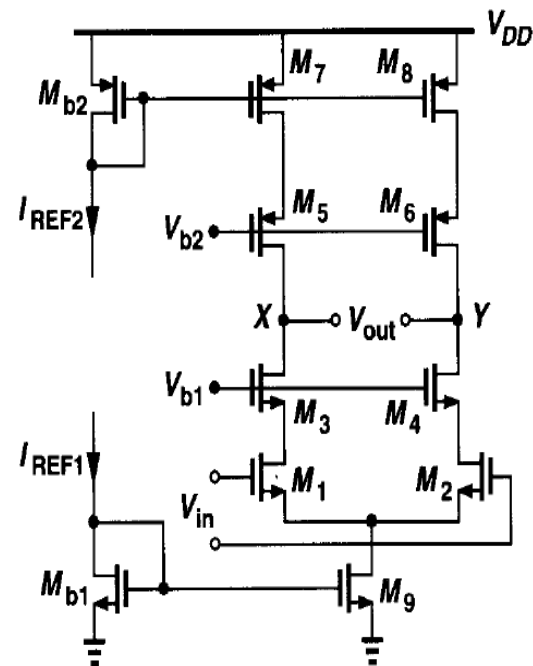 V_DD
M_7
M_8
M_b2
I_REF2
M_5
M_6
V_b2
X
V_out
Y
V_b1
M_3
M_4
I_REF1
M_1
M_2
V_in
M_b1
M_9